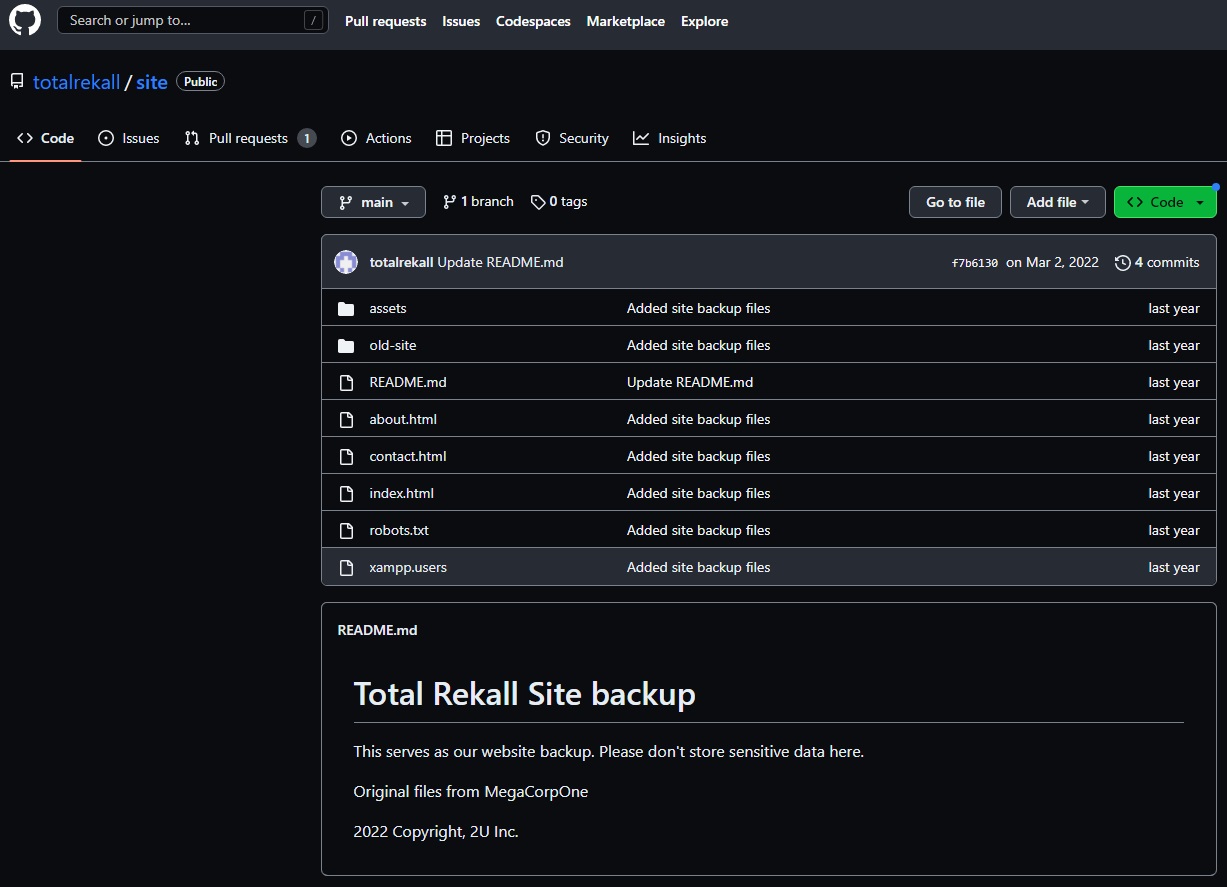 Search or jump to... /
Pull requests Issues Codespaces Marketplace Explore
totalrekall / site Public
Code Issues Pull requests 1 Actions Projects Security Insights
main 1 branch 0 tags Go to file Add file Code
totalrekall Update README.md f7b6130 on Mar 2, 2022 4 commits
assets Added site backup files last year
old-site Added site backup files last year
README.md Update README.md last year
about.html Added site backup files last year
contact.html Added site backup files last year
index.html Added site backup files last year
robots.txt Added site backup files last year
xampp.users Added site backup files last year
README.md
Total Rekall Site backup
This serves as our website backup. Please don't store sensitive data here.
Original files from MegaCorpOne
2022 Copyright, 2U Inc.